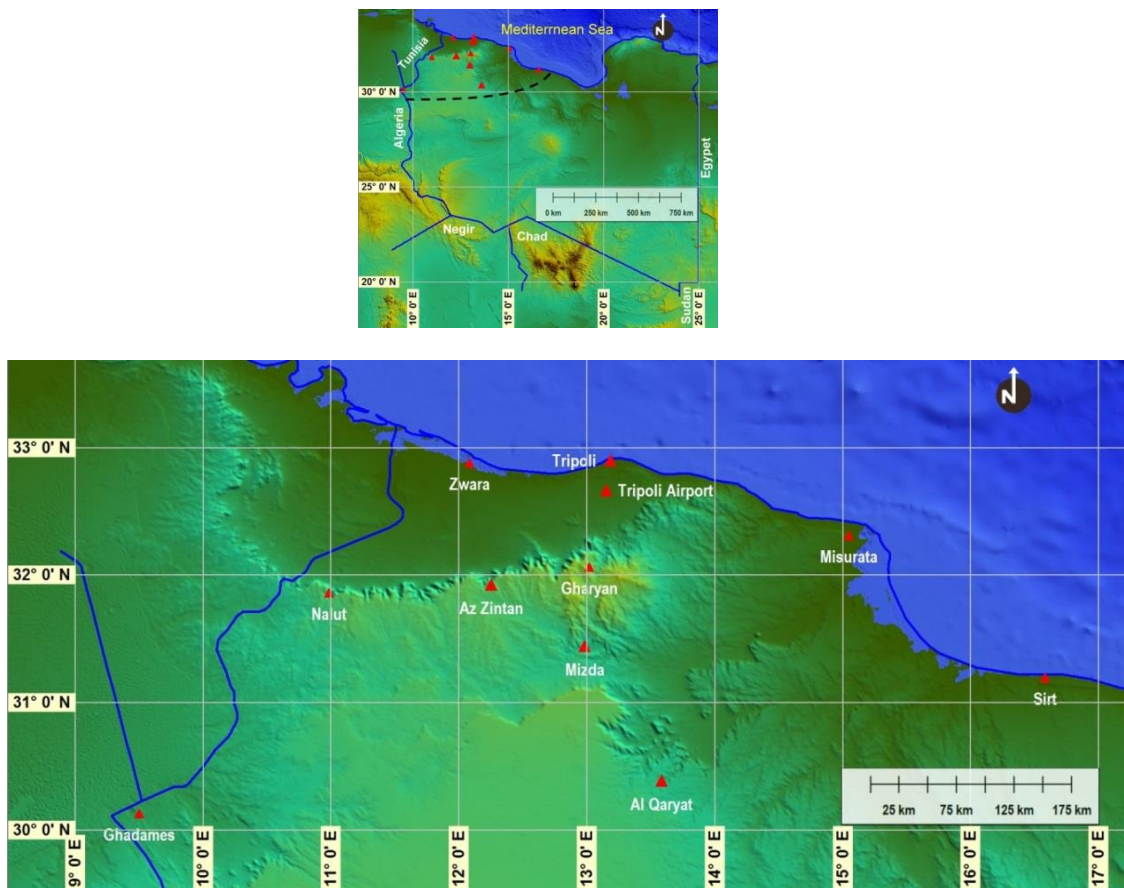 Mediterrnean Sea
N
Tunisia
30° 0' N
Algeria
Egypet
25° 0' N
0 km 250 km 500 km 750 km
Negir
Chad
20° 0' N
10° 0' E
15° 0' E
20° 0' E
Sudan
25° 0' E
N
33° 0' N
Tripoli
Zwara
Tripoli Airport
Misurata
32° 0' N
Gharyan
Nalut
Az Zintan
Mizda
31° 0' N
Sirt
25 km 75 km 125 km 175 km
Al Qaryat
30° 0' N
Ghadames
9° 0' E
10° 0' E
11° 0' E
12° 0' E
13° 0' E
14° 0' E
15° 0' E
16° 0' E
17° 0' E